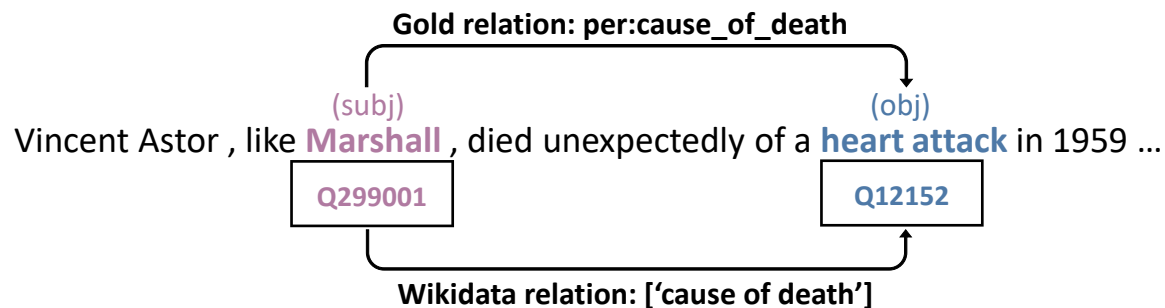 Gold relation: per:cause_of_death
(subj) (obj)
Vincent Astor , like Marshall , died unexpectedly of a heart attack in 1959 …
Q299001 Q12152
Wikidata relation: [‘cause of death’]